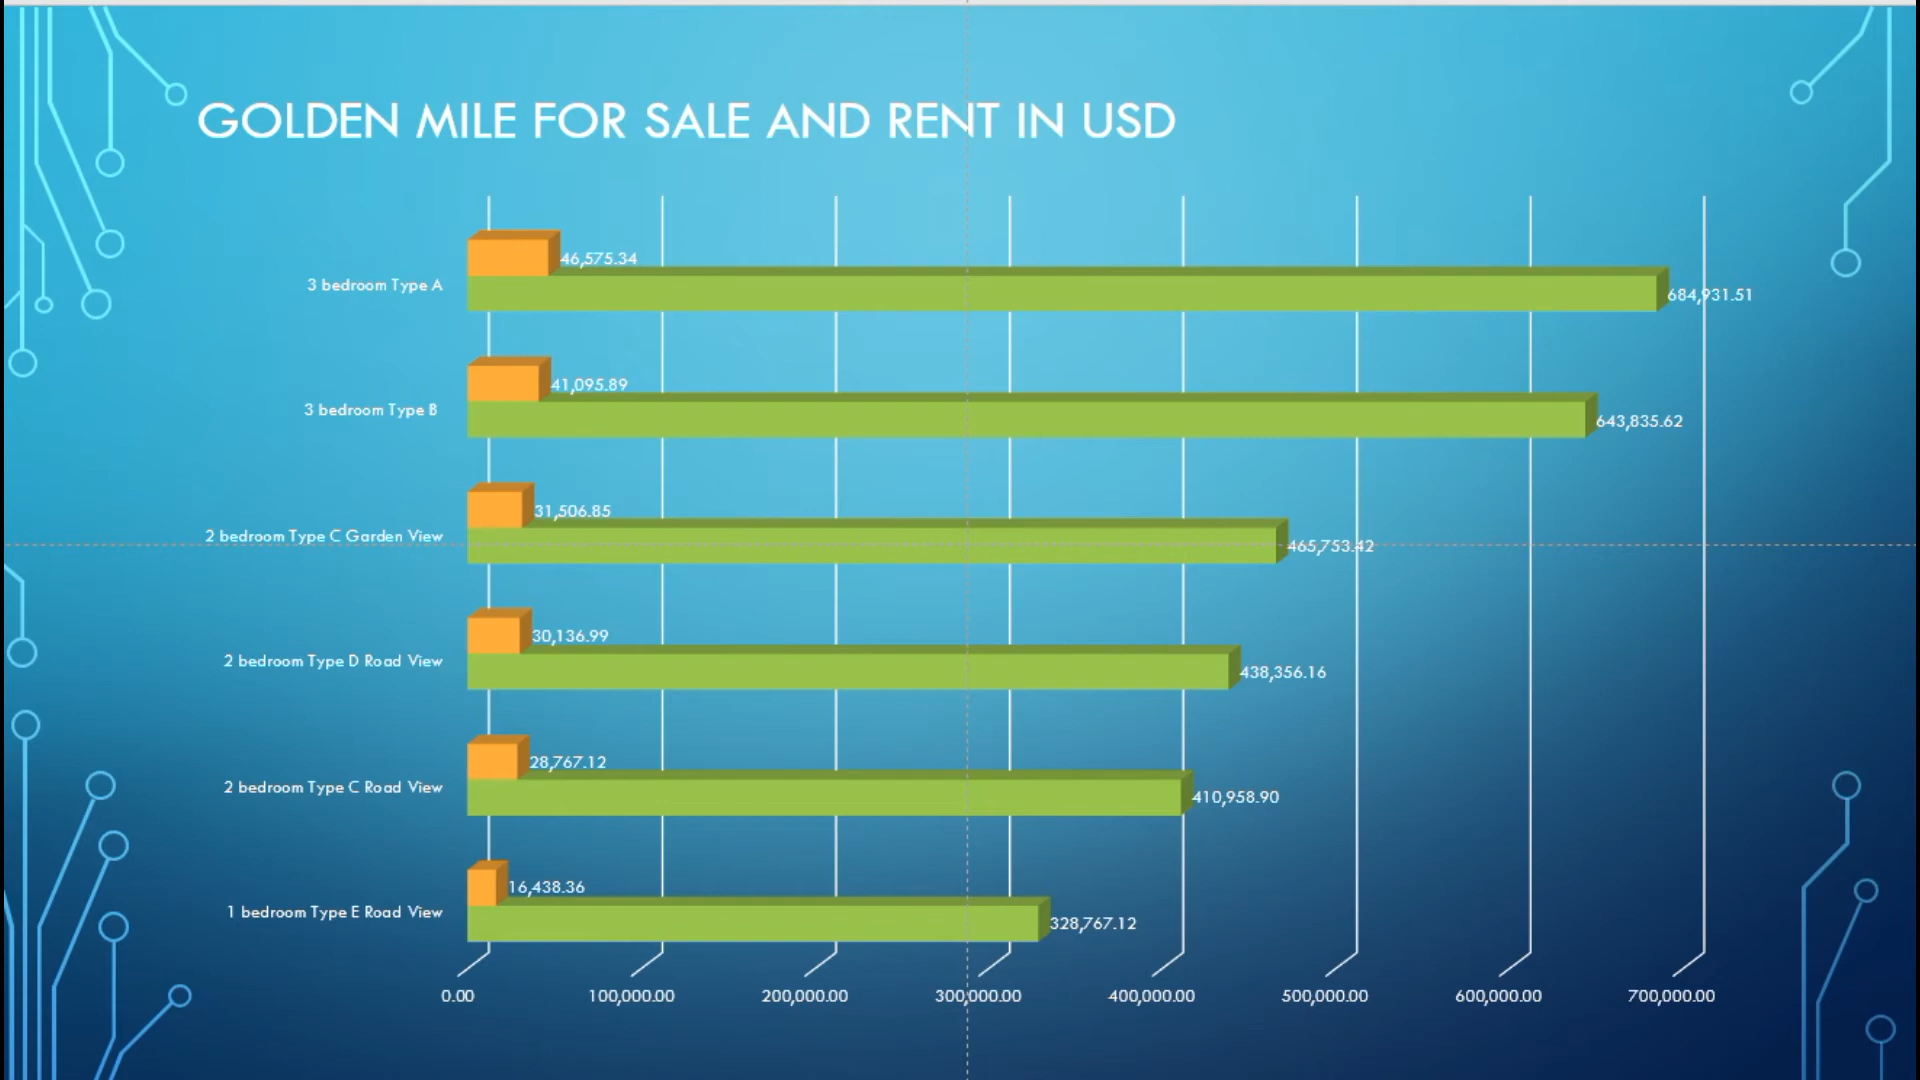 GOLDEN MILE FOR SALE AND RENT IN USD
46,575.34
3 bedroom Type A
684,931.51
41,095.89
3 bedroom Type B
643,835.62
31,506.85
2 bedroom Type C Garden View
465,753.42
30,136.99
2 bedroom Type D Road View
438,356.16
28,767.12
2 bedroom Type C Road View
410,958.90
16,438.36
1 bedroom Type E Road View
328,767.12
0.00 100,000.00 200,000.00 300,000.00 400,000.00 500,000.00 600,000.00 700,000.00